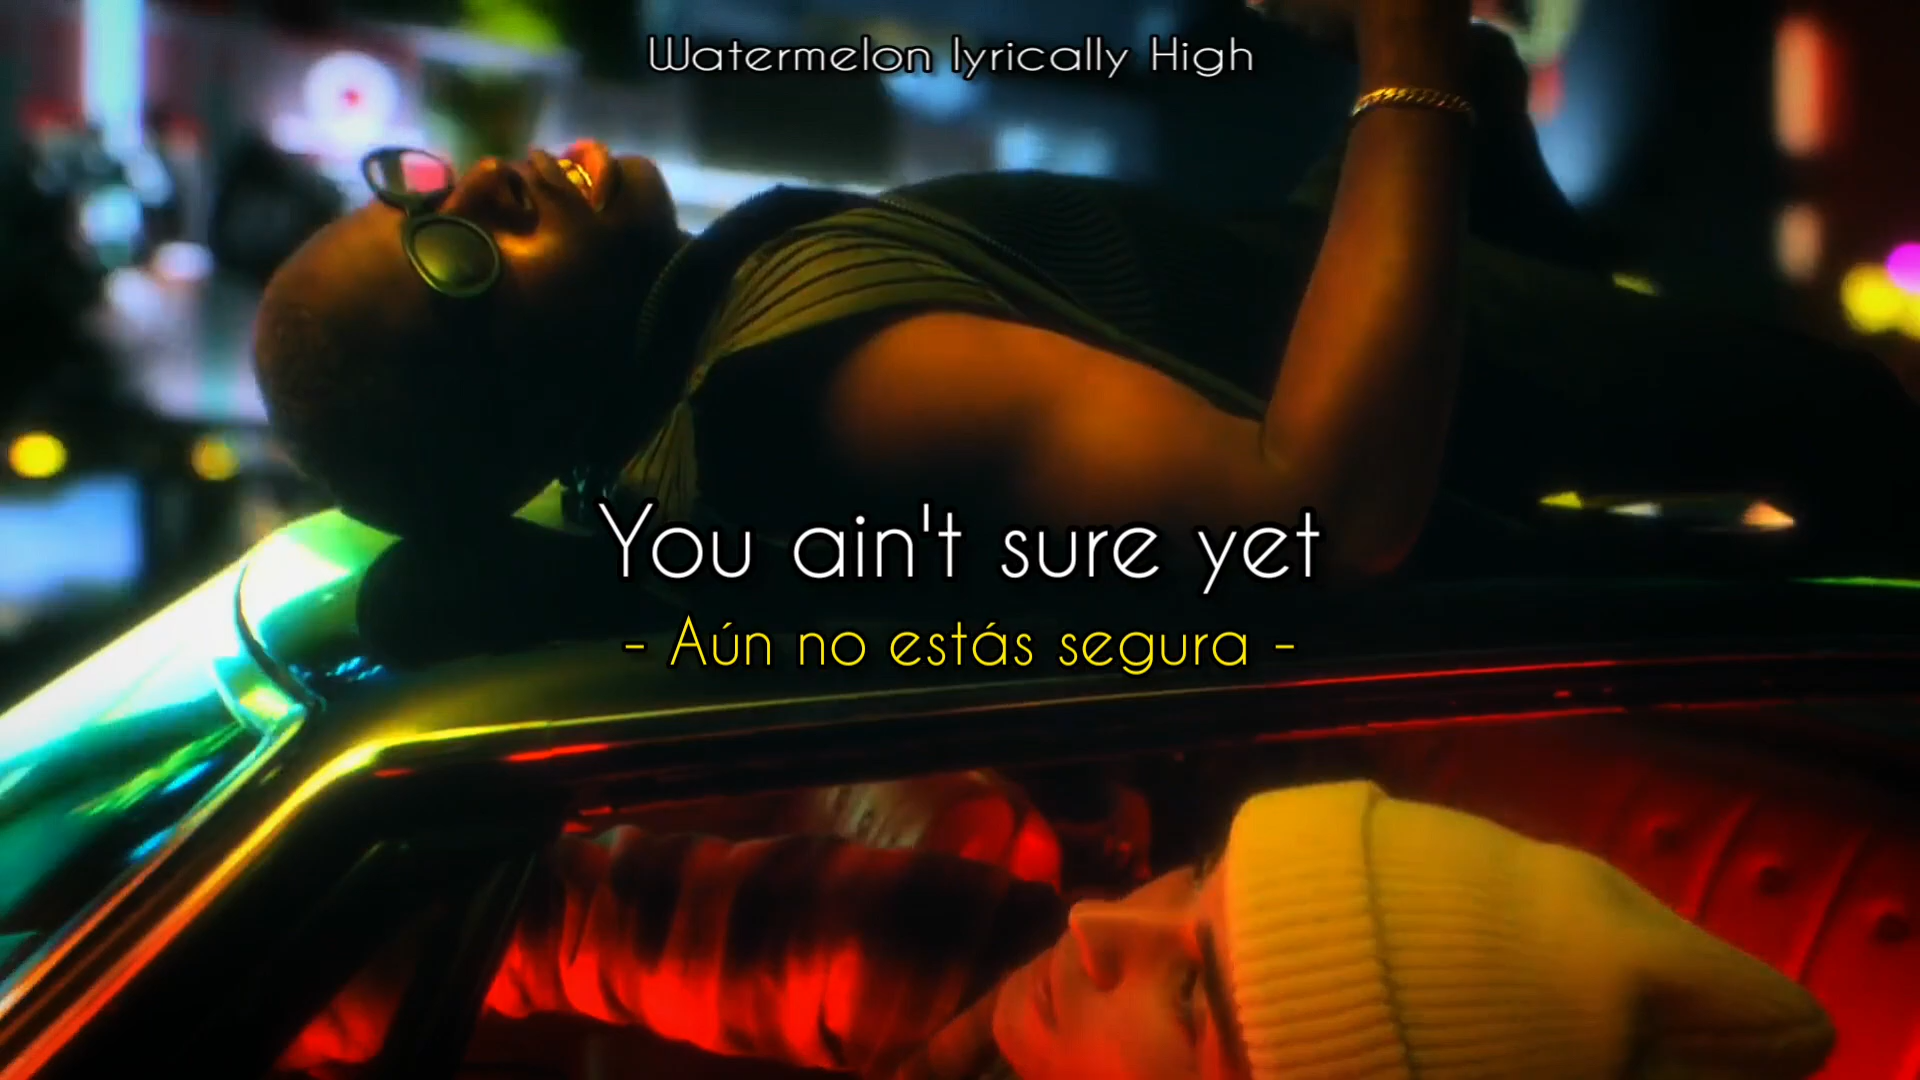 Watermelon lyrically High
You ain't sure yet
- Aún no estás segura -